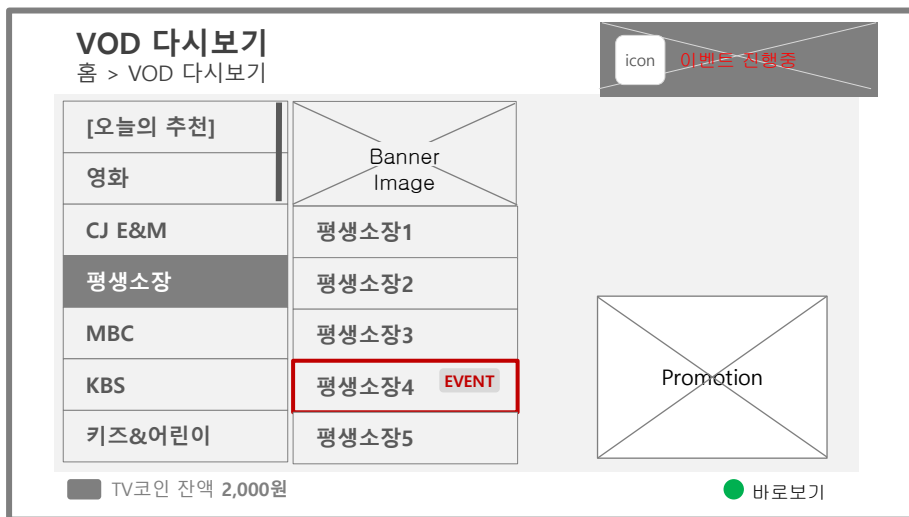 VOD 다시보기
홈 > VOD 다시보기
icon
이벤트 진행중
[오늘의 추천]
영화
CJ E&M
평생소장
MBC
KBS
키즈&어린이
Banner
Image
평생소장1
평생소장2
평생소장3
평생소장4 EVENT
평생소장5
Promotion
TV코인 잔액 2,000원
바로보기